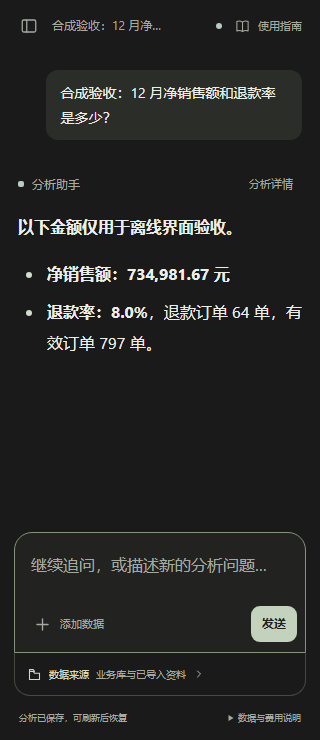 合成验收：12 月净...
使用指南
合成验收：12 月净销售额和退款率
是多少？
分析助手
分析详情
以下金额仅用于离线界面验收。
净销售额：734,981.67 元
退款率：8.0%，退款订单 64 单，有
效订单 797 单。
继续追问，或描述新的分析问题...
添加数据
发送
数据来源 业务库与已导入资料
分析已保存，可刷新后恢复
数据与费用说明